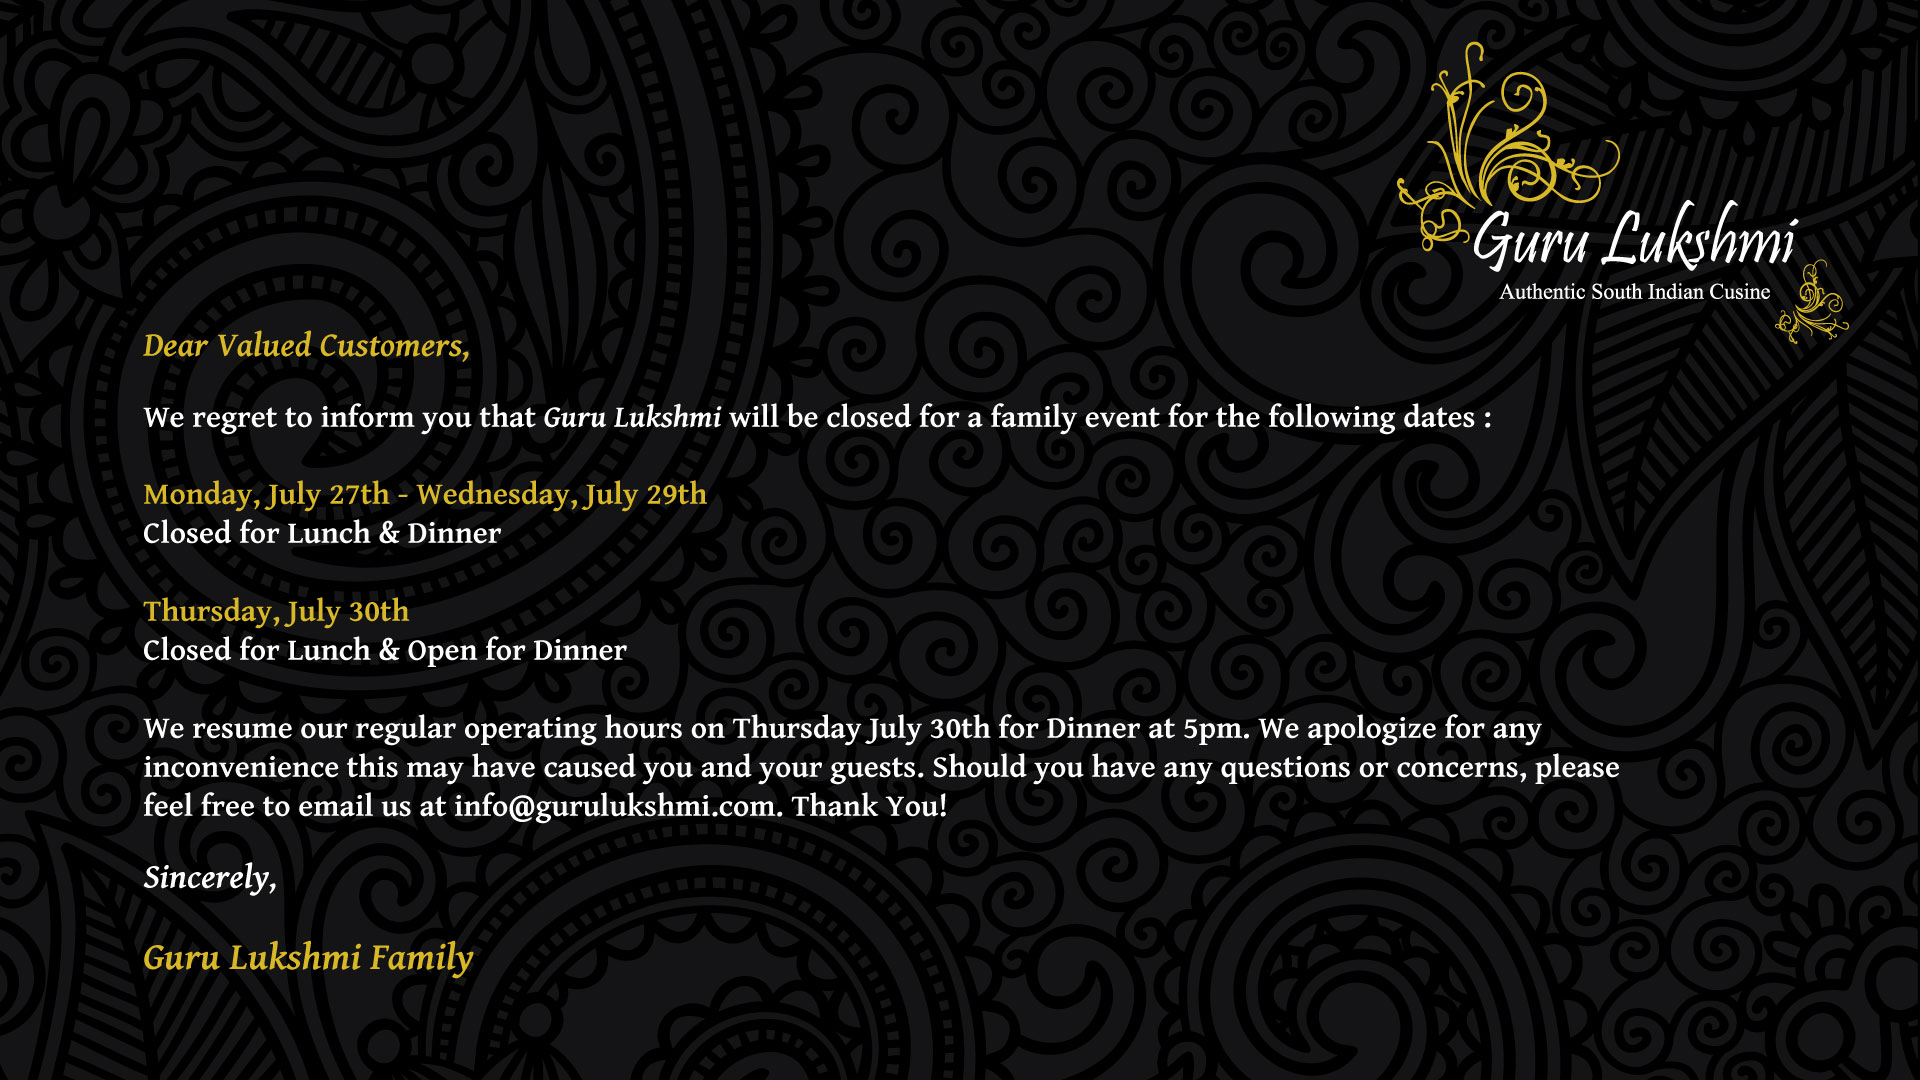 Guru Lukshmi
Authentic South Indian Cusine
Dear Valued Customers,
We regret to inform you that Guru Lukshmi will be closed for a family event for the following dates :
Monday, July 27th - Wednesday, July 29th
Closed for Lunch & Dinner
Thursday, July 30th
Closed for Lunch & Open for Dinner
We resume our regular operating hours on Thursday July 30th for Dinner at 5pm. We apologize for any
inconvenience this may have caused you and your guests. Should you have any questions or concerns, please
feel free to email us at info@gurulukshmi.com. Thank You!
Sincerely,
Guru Lukshmi Family